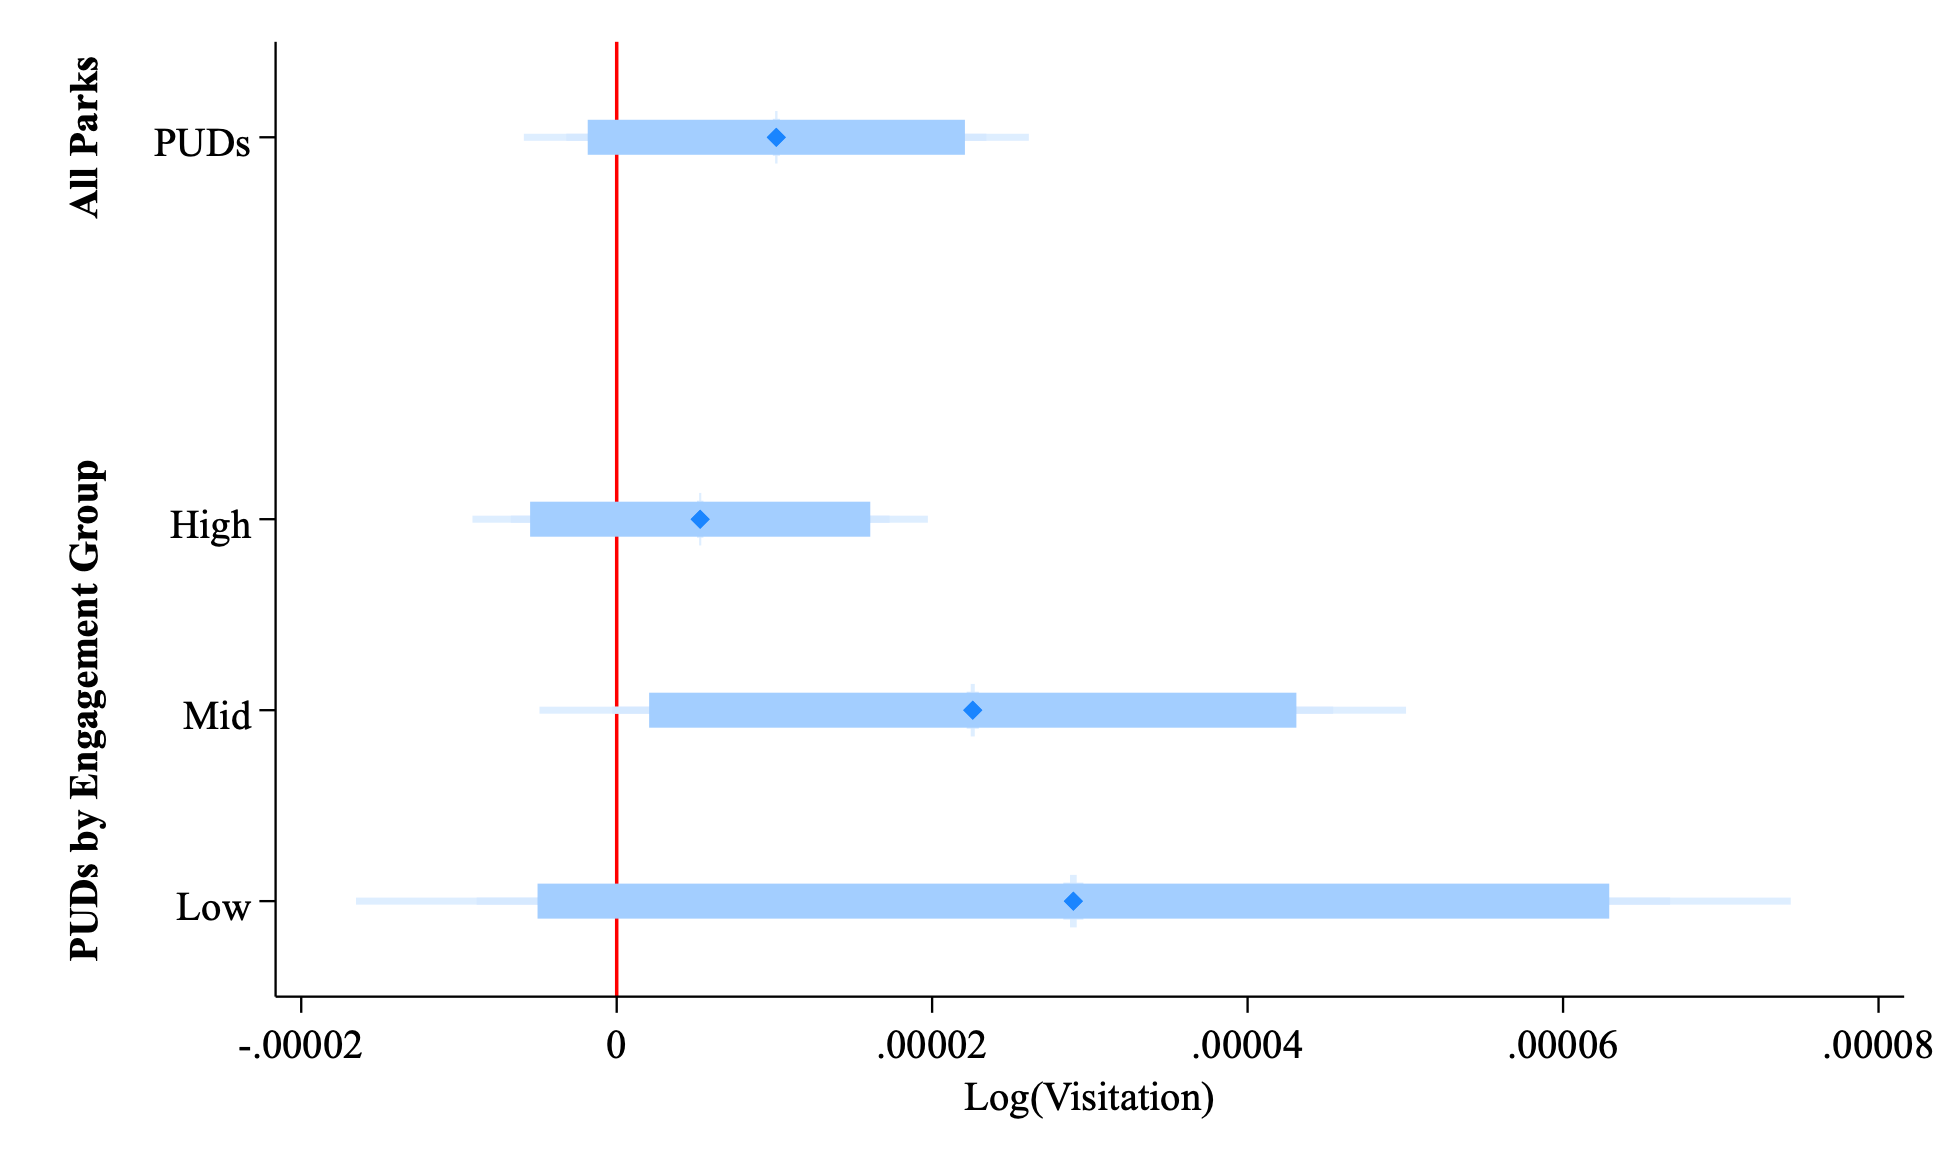 All Parks
PUDs
PUDs by Engagement Group
High
Mid
Low
-.00002 0 .00002 .00004 .00006 .00008
Log(Visitation)